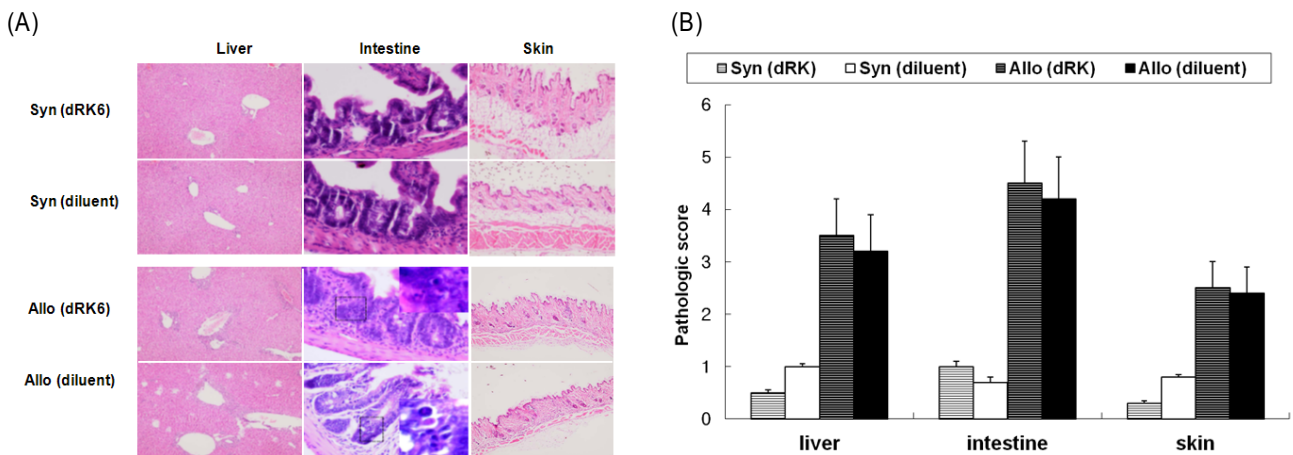 (A)
Liver Intestine Skin
Syn (dRK6)
Syn (diluent)
Allo (dRK6)
Allo (diluent)
(B)
Syn (dRK) Syn (diluent) Allo (dRK) Allo (diluent)
Pathologic score
6
5
4
3
2
1
0
liver intestine skin